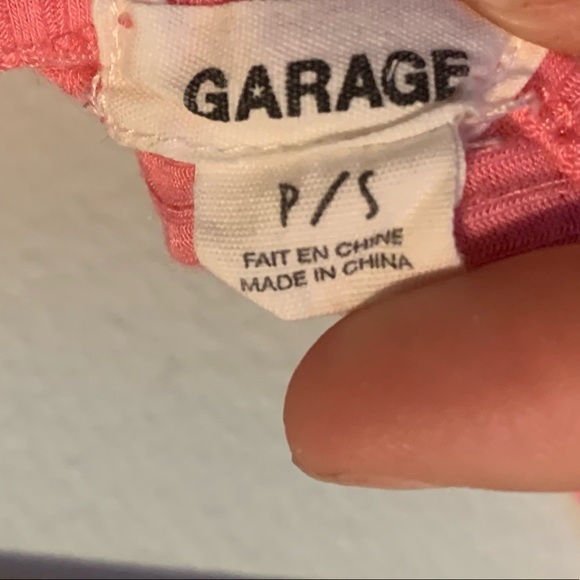 GARAGE
P/S
FAIT EN CHINE
MADE IN CHINA